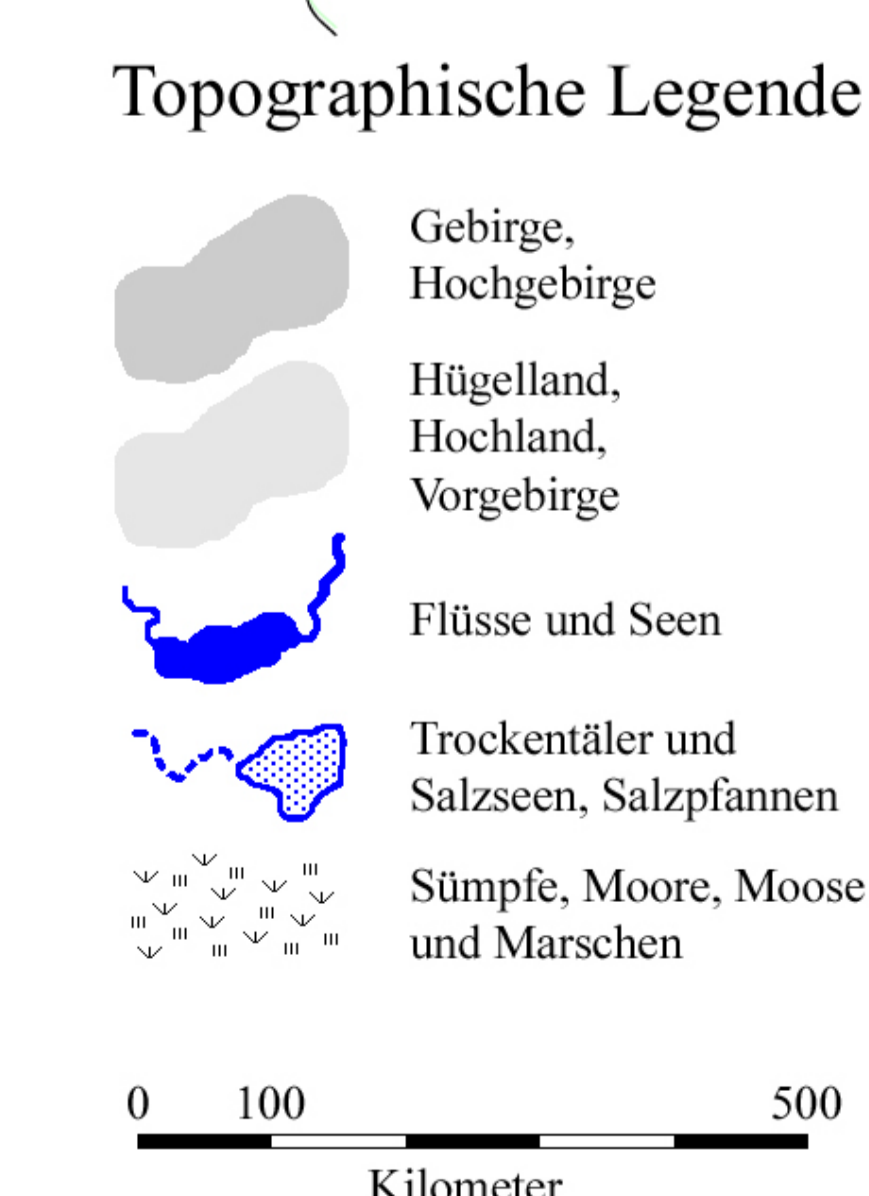 Topographische Legende
Gebirge,
Hochgebirge
Hügelland,
Hochland,
Vorgebirge
Flüsse und Seen
Trockentäler und
Salzseen, Salzpfannen
Sümpfe, Moore, Moose
und Marschen
0 100 500
Kilometer